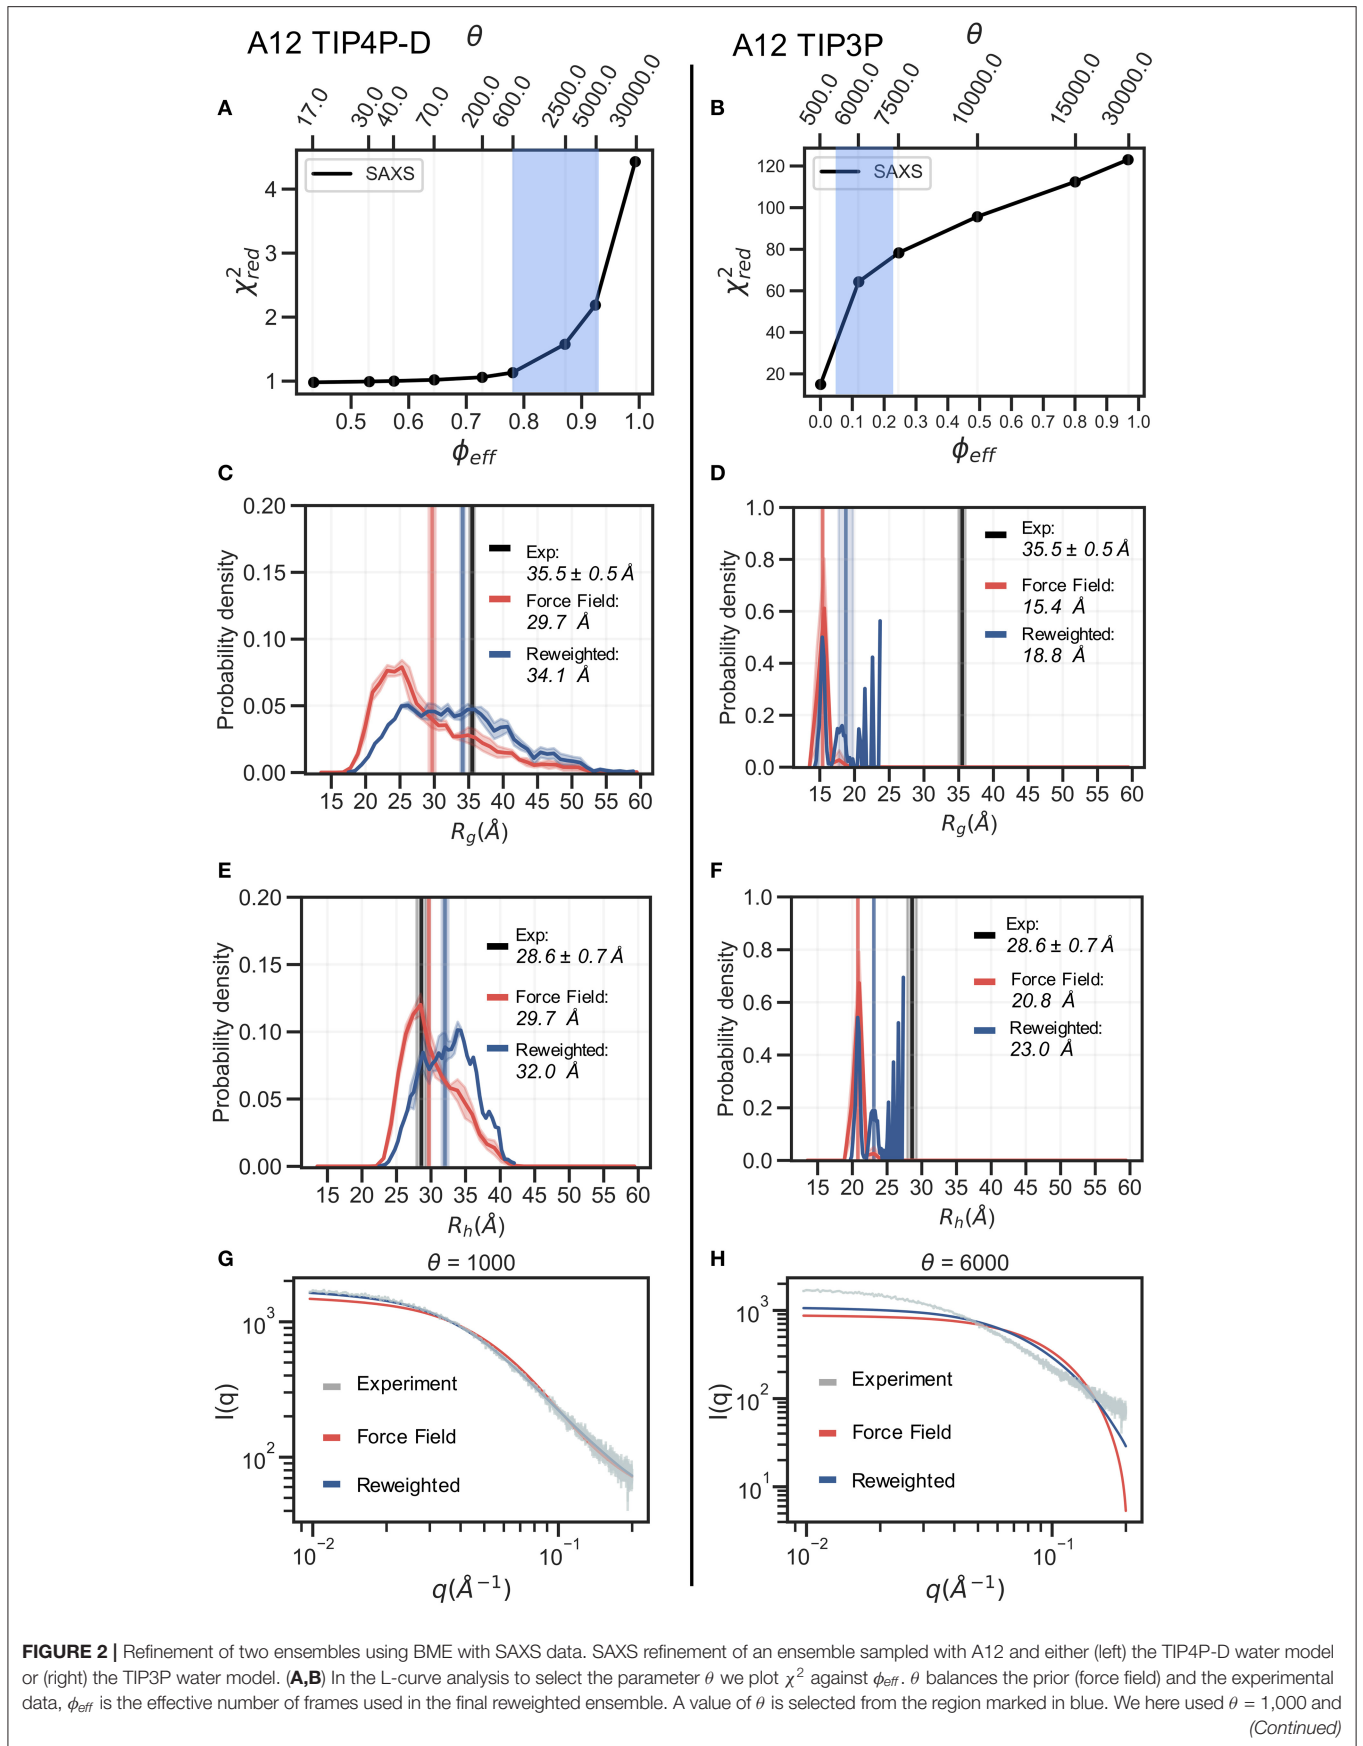 A12 TIP4P-D θ
A
17.0 30.0 40.0 70.0 200.0 600.0 2500.0 5000.0 30000.0
SAXS
χ²red
4
3
2
1
0.5 0.6 0.7 0.8 0.9 1.0
ϕeff
A12 TIP3P θ
B
500.0 6000.0 7500.0 10000.0 15000.0 30000.0
SAXS
χ²red
120
100
80
60
40
20
0.0 0.1 0.2 0.3 0.4 0.5 0.6 0.7 0.8 0.9 1.0
ϕeff
C
Probability density
0.20
0.15
0.10
0.05
0.00
Exp:
35.5 ± 0.5 Å
Force Field:
29.7 Å
Reweighted:
34.1 Å
15 20 25 30 35 40 45 50 55 60
Rg(Å)
D
Probability density
1.0
0.8
0.6
0.4
0.2
0.0
Exp:
35.5 ± 0.5 Å
Force Field:
15.4 Å
Reweighted:
18.8 Å
15 20 25 30 35 40 45 50 55 60
Rg(Å)
E
Probability density
0.20
0.15
0.10
0.05
0.00
Exp:
28.6 ± 0.7 Å
Force Field:
29.7 Å
Reweighted:
32.0 Å
15 20 25 30 35 40 45 50 55 60
Rh(Å)
F
Probability density
1.0
0.8
0.6
0.4
0.2
0.0
Exp:
28.6 ± 0.7 Å
Force Field:
20.8 Å
Reweighted:
23.0 Å
15 20 25 30 35 40 45 50 55 60
Rh(Å)
G
θ = 1000
I(q)
10³
10²
Experiment
Force Field
Reweighted
10⁻² 10⁻¹
q(Å⁻¹)
H
θ = 6000
I(q)
10³
10²
10¹
Experiment
Force Field
Reweighted
10⁻² 10⁻¹
q(Å⁻¹)
FIGURE 2 | Refinement of two ensembles using BME with SAXS data. SAXS refinement of an ensemble sampled with A12 and either (left) the TIP4P-D water model
or (right) the TIP3P water model. (A,B) In the L-curve analysis to select the parameter θ we plot χ² against ϕeff. θ balances the prior (force field) and the experimental
data, ϕeff is the effective number of frames used in the final reweighted ensemble. A value of θ is selected from the region marked in blue. We here used θ = 1,000 and
(Continued)